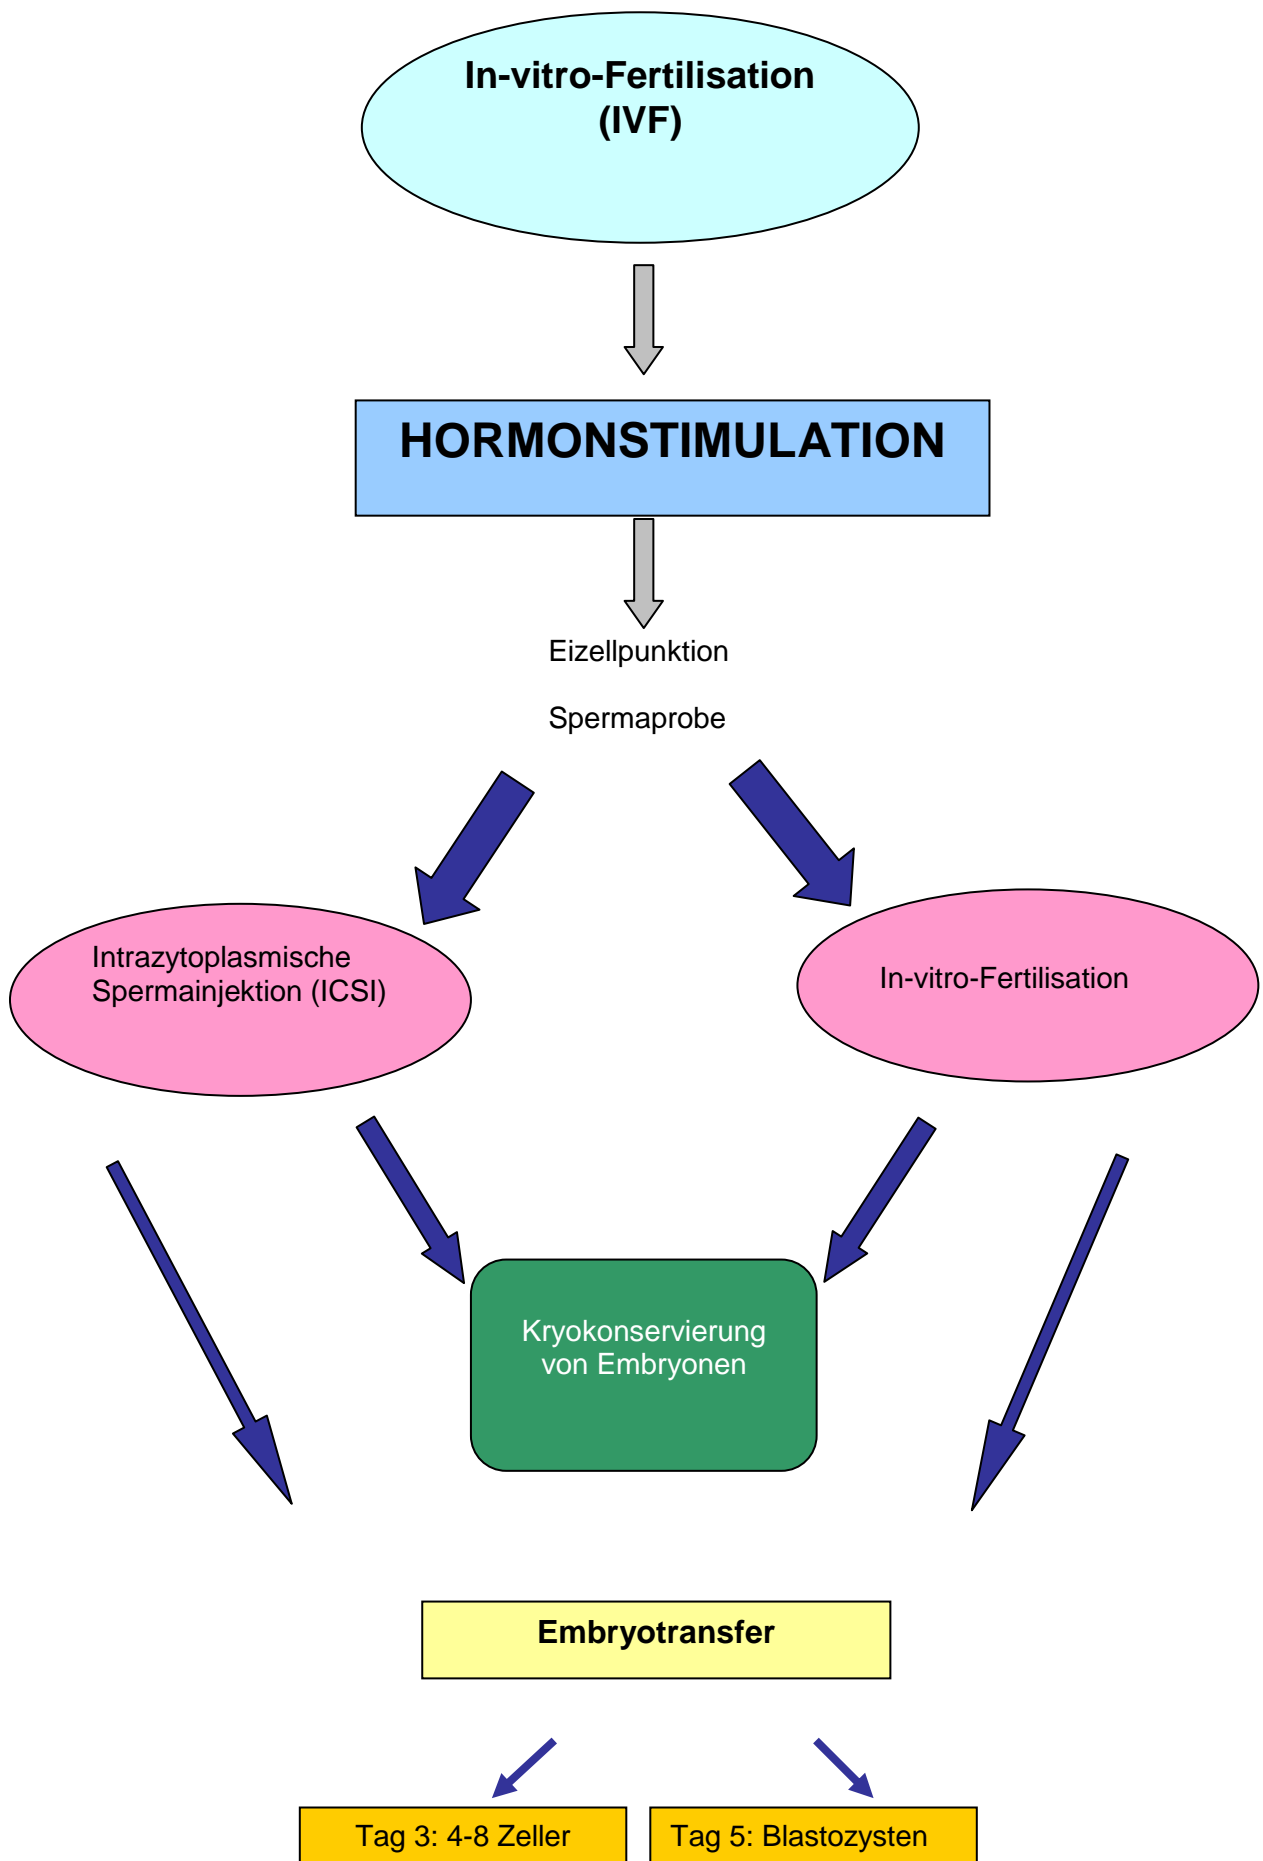 In-vitro-Fertilisation
(IVF)
HORMONSTIMULATION
Eizellpunktion
Spermaprobe
Intrazytoplasmische
Spermainjektion (ICSI)
In-vitro-Fertilisation
Kryokonservierung
von Embryonen
Embryotransfer
Tag 3: 4-8 Zeller
Tag 5: Blastozysten